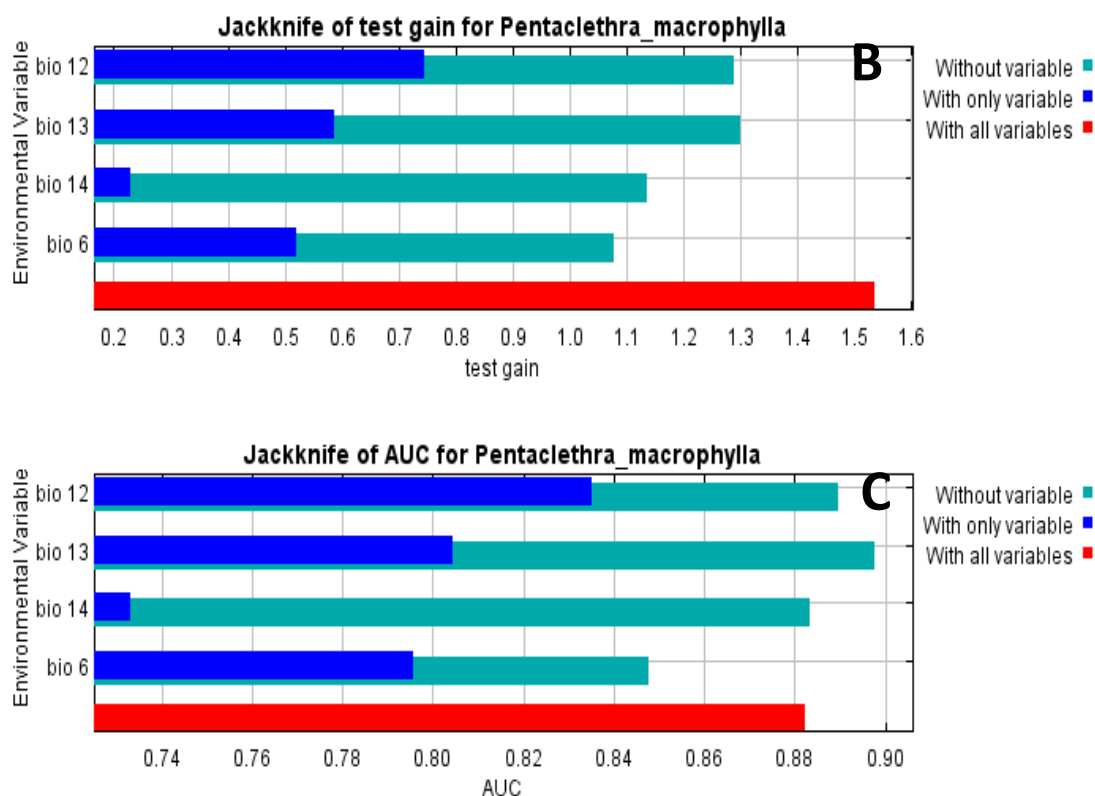 Jackknife of test gain for Pentaclethra_macrophylla
B
Environmental Variable
bio 12
bio 13
bio 14
bio 6
Without variable
With only variable
With all variables
0.2 0.3 0.4 0.5 0.6 0.7 0.8 0.9 1.0 1.1 1.2 1.3 1.4 1.5 1.6
test gain
Jackknife of AUC for Pentaclethra_macrophylla
C
Environmental Variable
bio 12
bio 13
bio 14
bio 6
Without variable
With only variable
With all variables
0.74 0.76 0.78 0.80 0.82 0.84 0.86 0.88 0.90
AUC